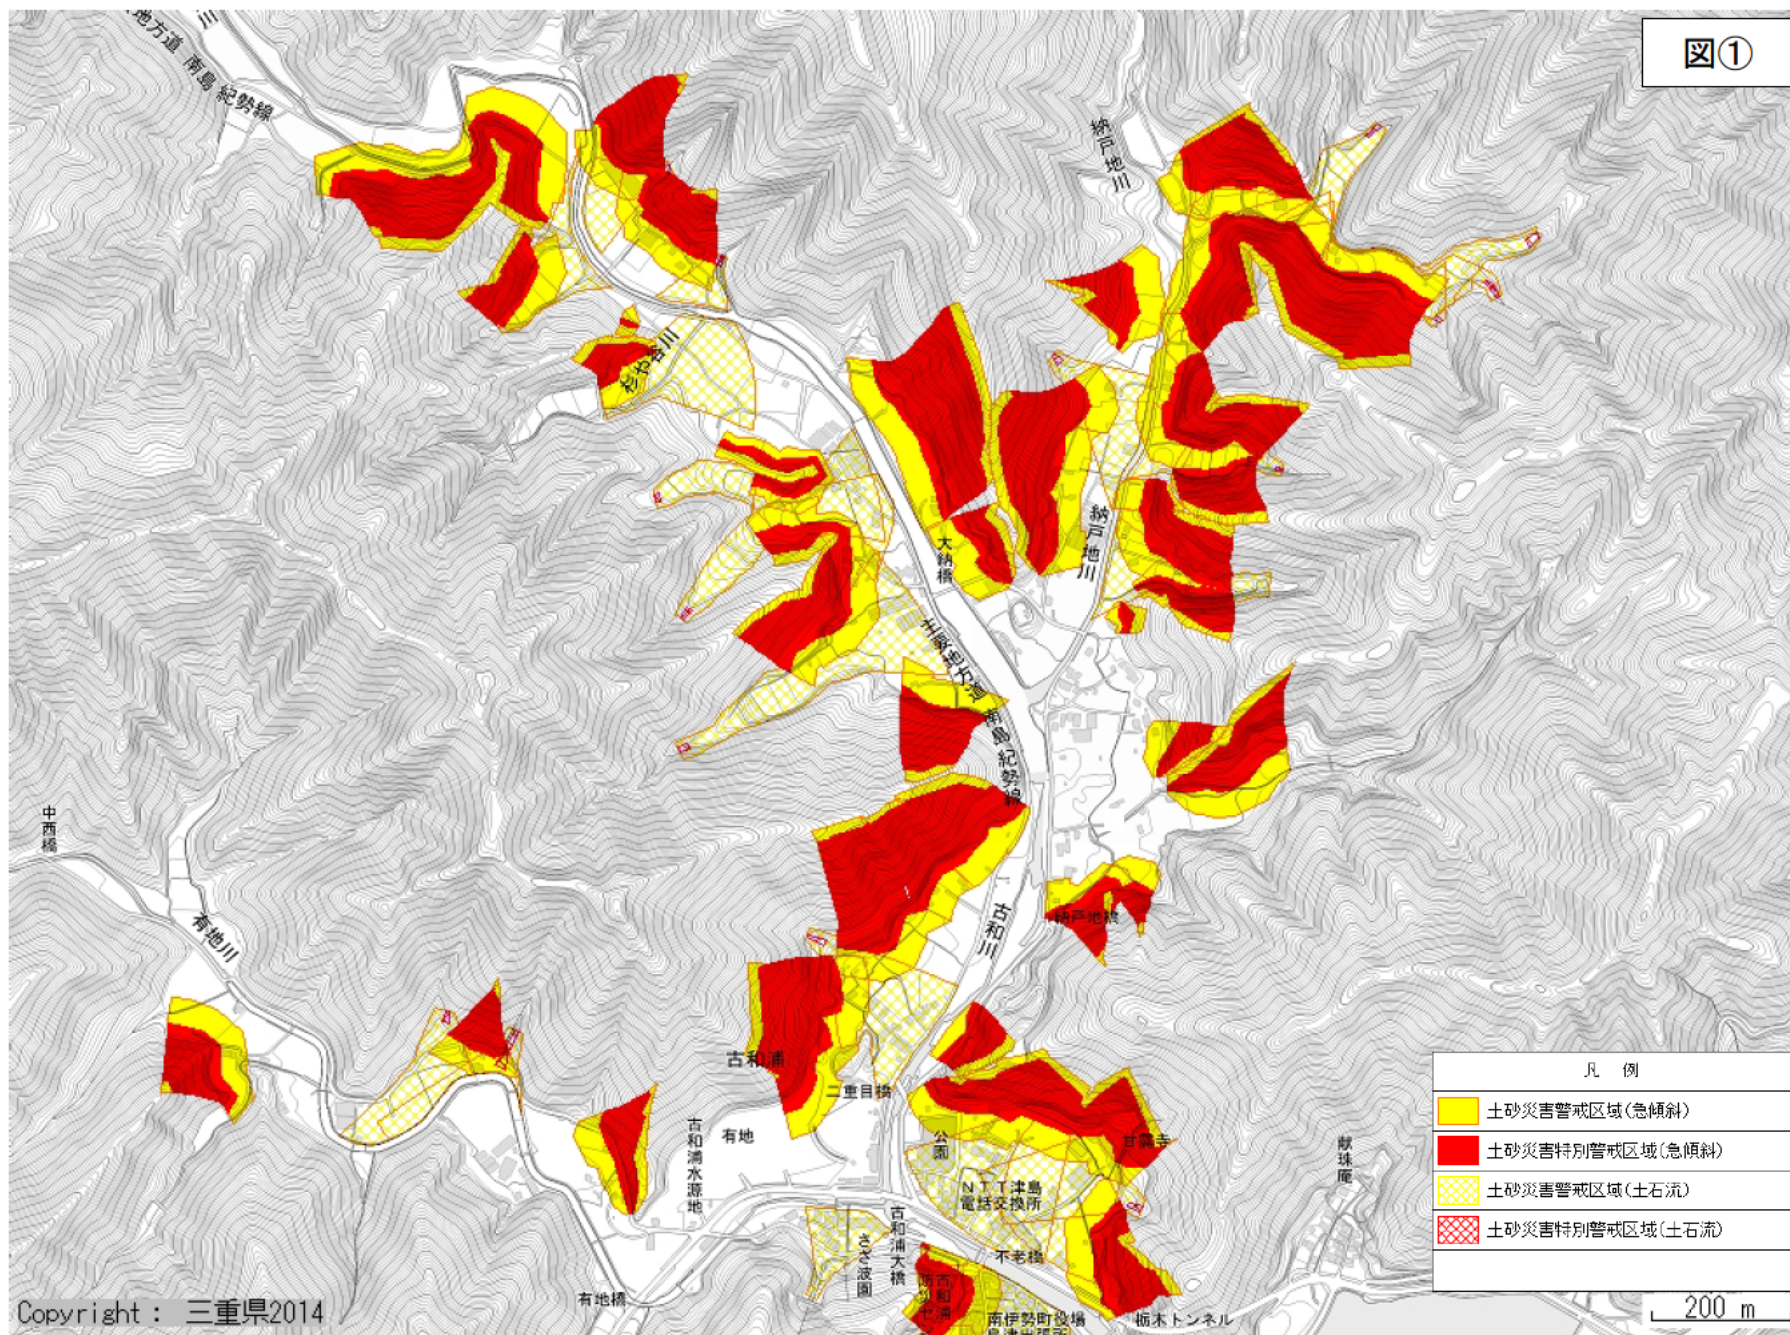 図①
地方道 南島紀勢線
川
納戸地川
たや谷川
大納橋
納戸地川
主要地方道 南島紀勢線
中西橋
有地川
古和川
納戸地橋
古和浦
二重目橋
古和浦水源地
有地
公園
甘露寺
献珠庵
NTT津島
電話交換所
古和浦大橋
さざ波園
不老橋
有地橋
古和浦
南伊勢町役場
栃木トンネル
凡 例
土砂災害警戒区域(急傾斜)
土砂災害特別警戒区域(急傾斜)
土砂災害警戒区域(土石流)
土砂災害特別警戒区域(土石流)
200 m
Copyright : 三重県2014